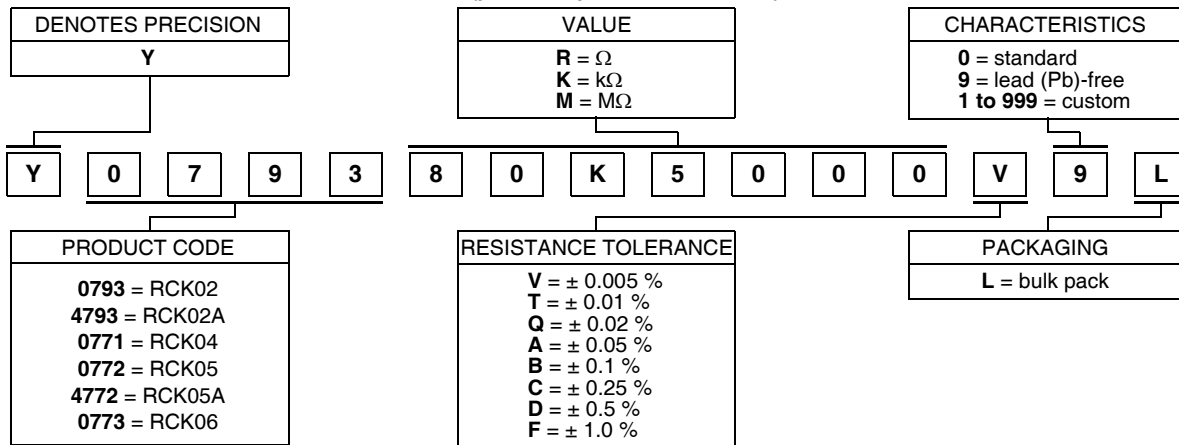 DENOTES PRECISION
Y
VALUE
R = Ω
K = kΩ
M = MΩ
CHARACTERISTICS
0 = standard
9 = lead (Pb)-free
1 to 999 = custom
Y 0 7 9 3 8 0 K 5 0 0 0 V 9 L
PRODUCT CODE
0793 = RCK02
4793 = RCK02A
0771 = RCK04
0772 = RCK05
4772 = RCK05A
0773 = RCK06
RESISTANCE TOLERANCE
V = ± 0.005 %
T = ± 0.01 %
Q = ± 0.02 %
A = ± 0.05 %
B = ± 0.1 %
C = ± 0.25 %
D = ± 0.5 %
F = ± 1.0 %
PACKAGING
L = bulk pack